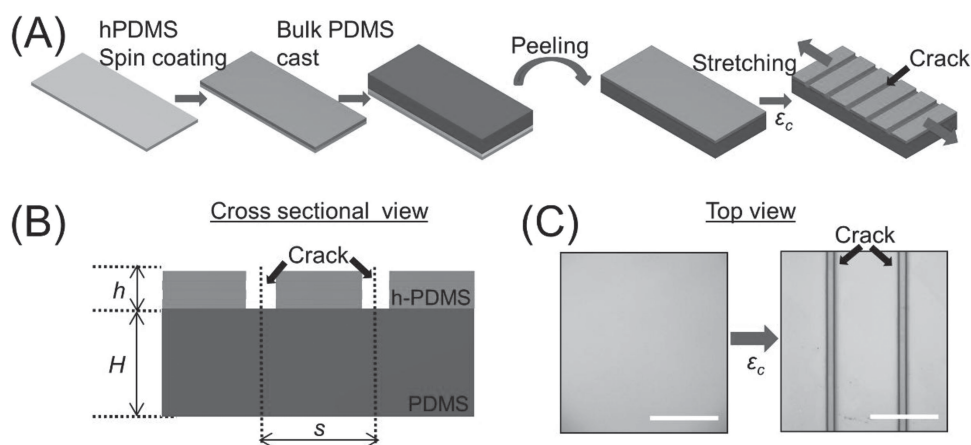 (A)
hPDMS
Spin coating
Bulk PDMS
cast
Peeling
Stretching
εc
Crack
(B)
Cross sectional view
Crack
h
h-PDMS
H
PDMS
s
(C)
Top view
Crack
εc